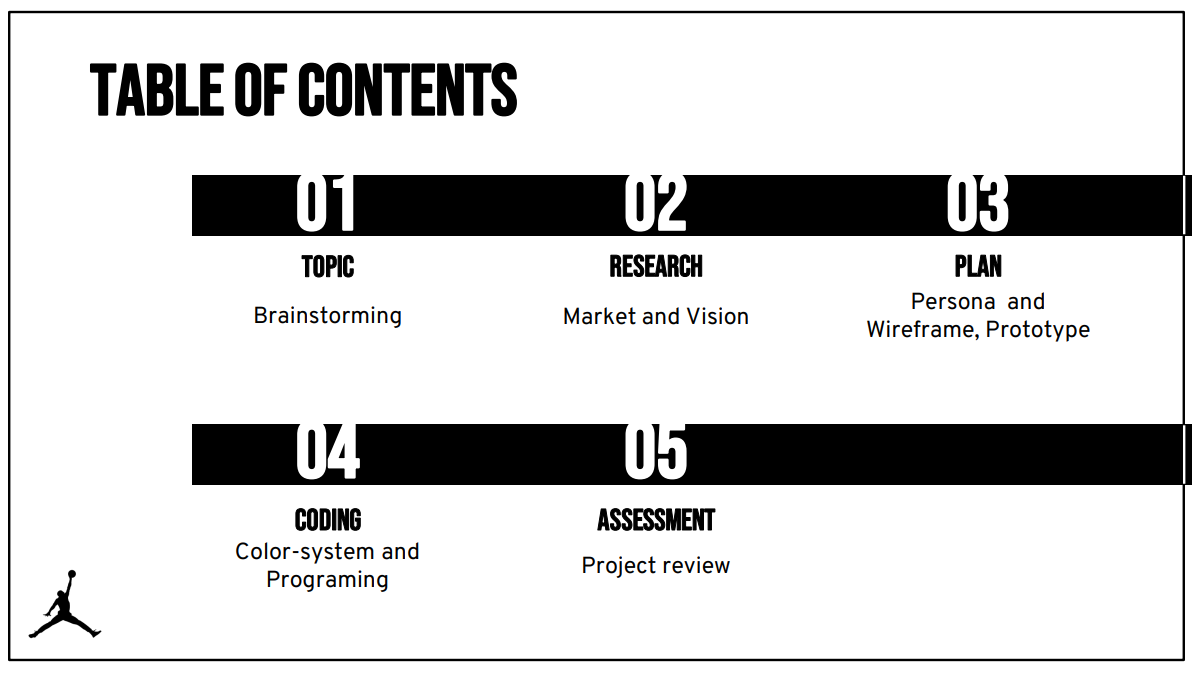 TABLE OF CONTENTS
01
02
03
TOPIC
RESEARCH
PLAN
Brainstorming
Market and Vision
Persona and
Wireframe, Prototype
04
05
CODING
ASSESSMENT
Color-system and
Programing
Project review